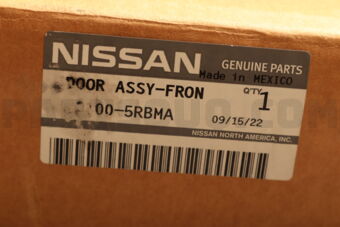 NISSAN
GENUINE PARTS
Made in MEXICO
DOOR ASSY-FRON
Q'TY
1
00-5RBMA
09/15/22
NISSAN NORTH AMERICA, INC.